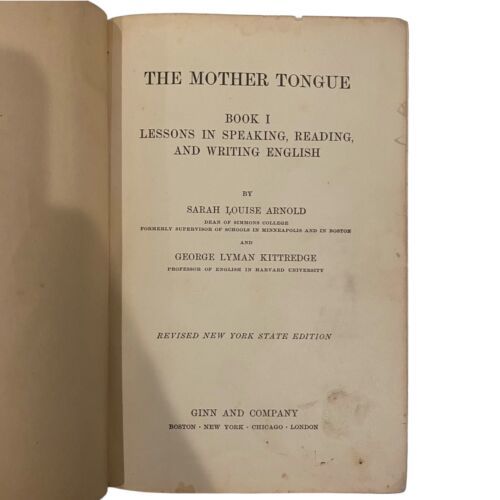 THE MOTHER TONGUE
BOOK I
LESSONS IN SPEAKING, READING,
AND WRITING ENGLISH
BY
SARAH LOUISE ARNOLD
DEAN OF SIMMONS COLLEGE
FORMERLY SUPERVISOR OF SCHOOLS IN MINNEAPOLIS AND IN BOSTON
AND
GEORGE LYMAN KITTREDGE
PROFESSOR OF ENGLISH IN HARVARD UNIVERSITY
REVISED NEW YORK STATE EDITION
GINN AND COMPANY
BOSTON · NEW YORK · CHICAGO · LONDON